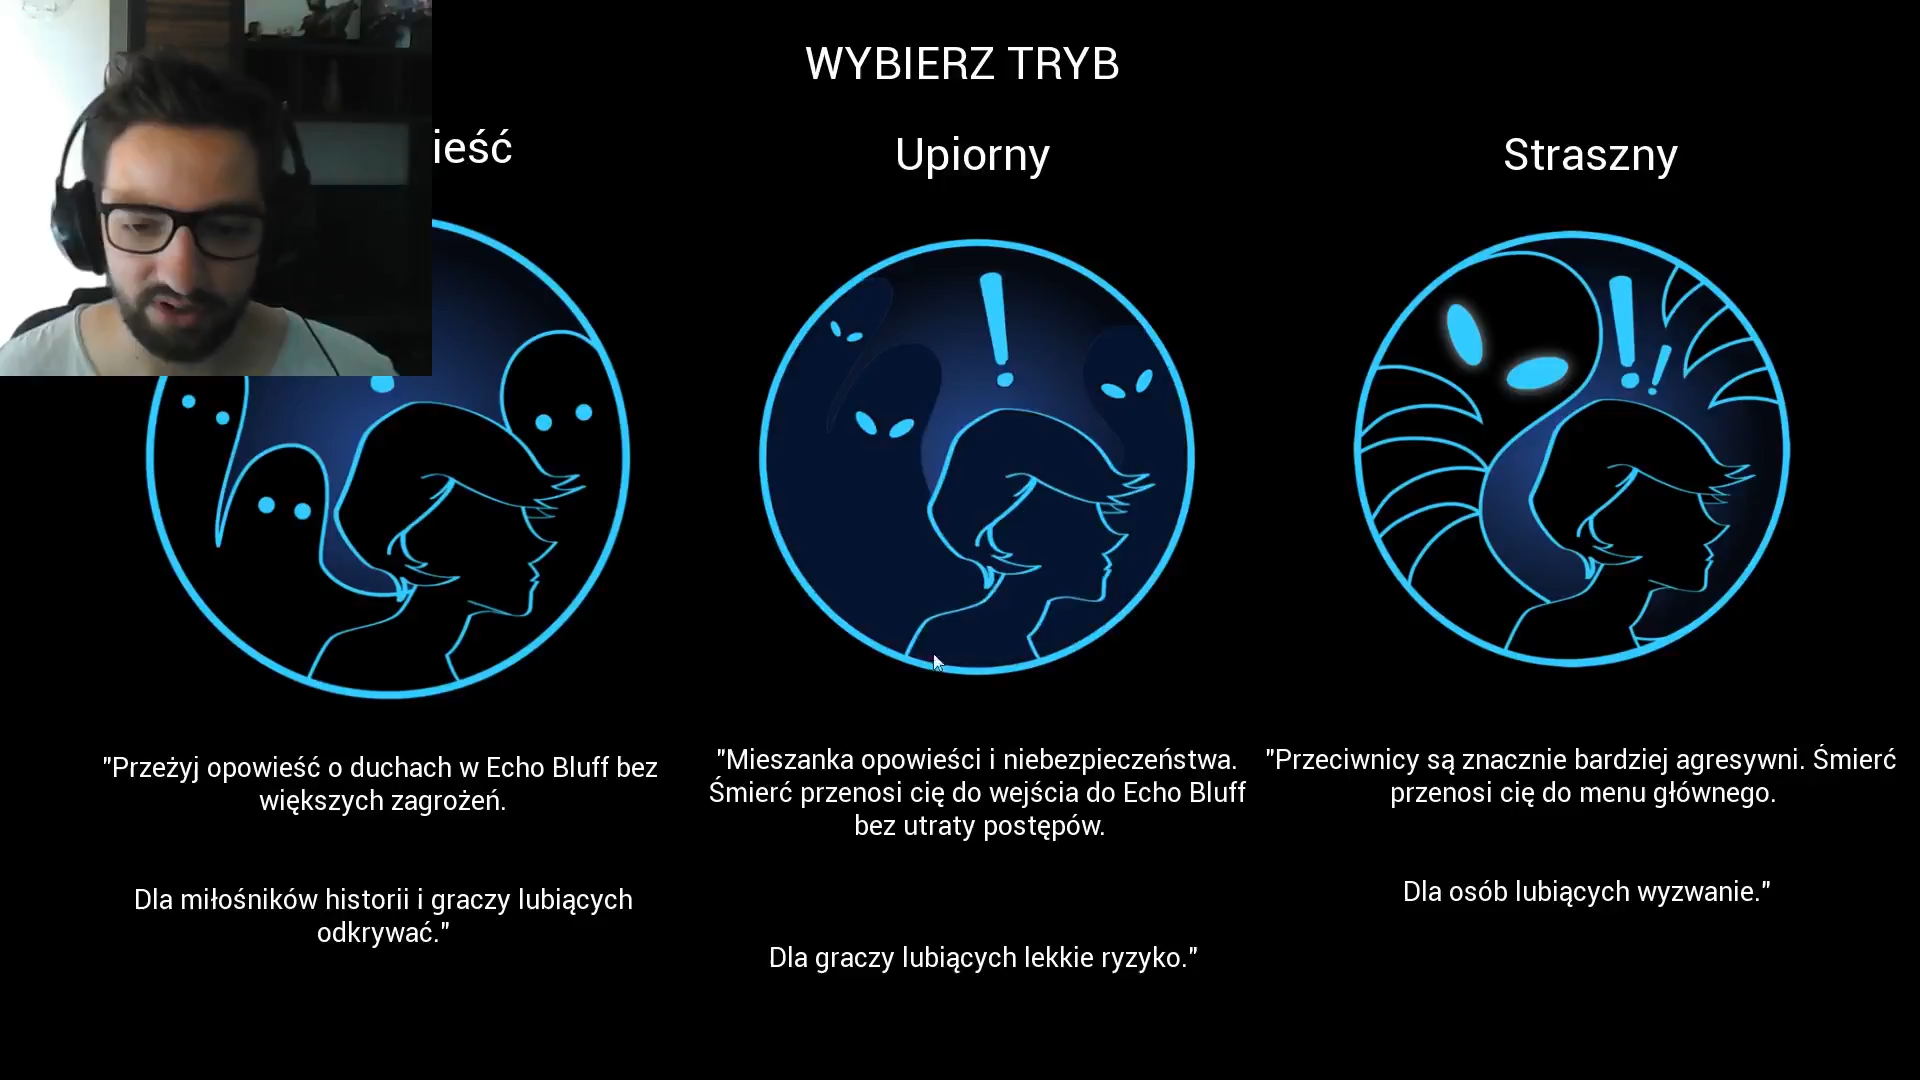 WYBIERZ TRYB
ieść
Upiorny
Straszny
"Przeżyj opowieść o duchach w Echo Bluff bez
większych zagrożeń.
Dla miłośników historii i graczy lubiących
odkrywać."
"Mieszanka opowieści i niebezpieczeństwa.
Śmierć przenosi cię do wejścia do Echo Bluff
bez utraty postępów.
Dla graczy lubiących lekkie ryzyko."
"Przeciwnicy są znacznie bardziej agresywni. Śmierć
przenosi cię do menu głównego.
Dla osób lubiących wyzwanie."